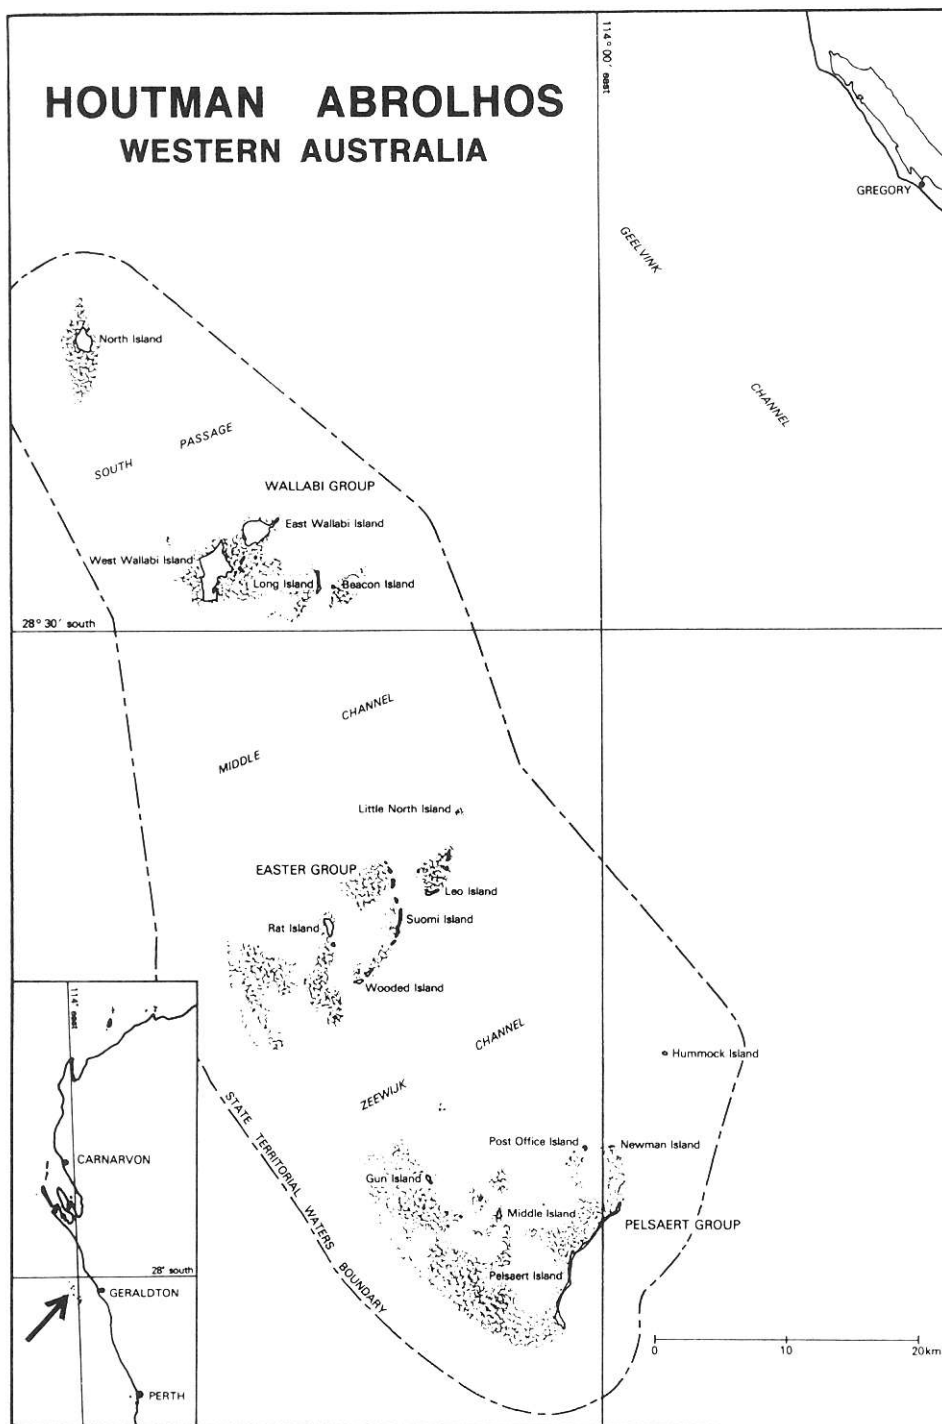 114° 00' east
HOUTMAN ABROLHOS
WESTERN AUSTRALIA
GREGORY
GEELVINK
CHANNEL
North Island
SOUTH PASSAGE
WALLABI GROUP
East Wallabi Island
West Wallabi Island
Long Island
Beacon Island
28° 30' south
MIDDLE CHANNEL
Little North Island
EASTER GROUP
Leo Island
Suomi Island
Rat Island
Wooded Island
ZEEWIJK CHANNEL
Hummock Island
STATE TERRITORIAL WATERS BOUNDARY
Post Office Island
Newman Island
Gun Island
Middle Island
PELSAERT GROUP
Pelsaert Island
0 10 20km
114° east
CARNARVON
28° south
GERALDTON
PERTH